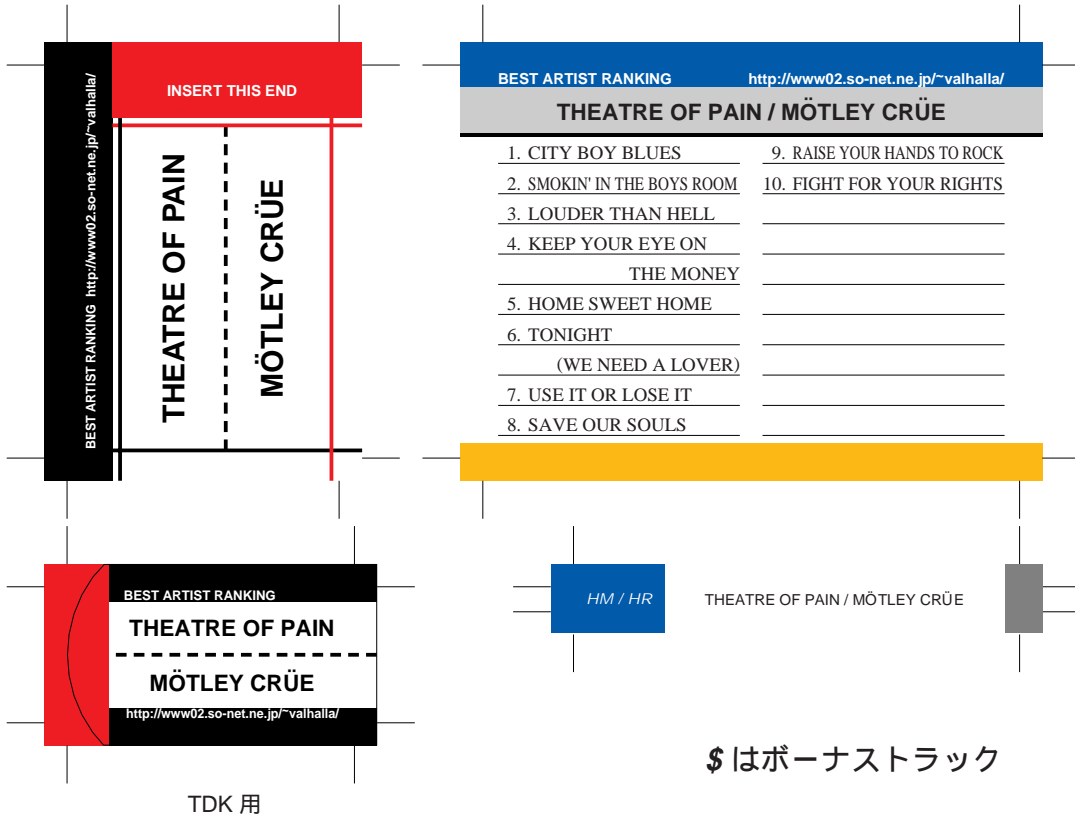 BEST ARTIST RANKING http://www02.so-net.ne.jp/~valhalla/
INSERT THIS END
THEATRE OF PAIN
MÖTLEY CRÜE
BEST ARTIST RANKING http://www02.so-net.ne.jp/~valhalla/
THEATRE OF PAIN / MÖTLEY CRÜE
1. CITY BOY BLUES
2. SMOKIN' IN THE BOYS ROOM
3. LOUDER THAN HELL
4. KEEP YOUR EYE ON
THE MONEY
5. HOME SWEET HOME
6. TONIGHT
(WE NEED A LOVER)
7. USE IT OR LOSE IT
8. SAVE OUR SOULS
9. RAISE YOUR HANDS TO ROCK
10. FIGHT FOR YOUR RIGHTS
BEST ARTIST RANKING
THEATRE OF PAIN
MÖTLEY CRÜE
http://www02.so-net.ne.jp/~valhalla/
TDK 用
HM / HR
THEATRE OF PAIN / MÖTLEY CRÜE
$ はボーナストラック